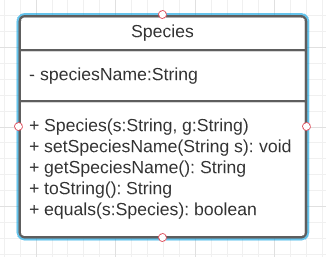 Species
- speciesName:String
+ Species(s:String, g:String)
+ setSpeciesName(String s): void
+ getSpeciesName(): String
+ toString(): String
+ equals(s:Species): boolean